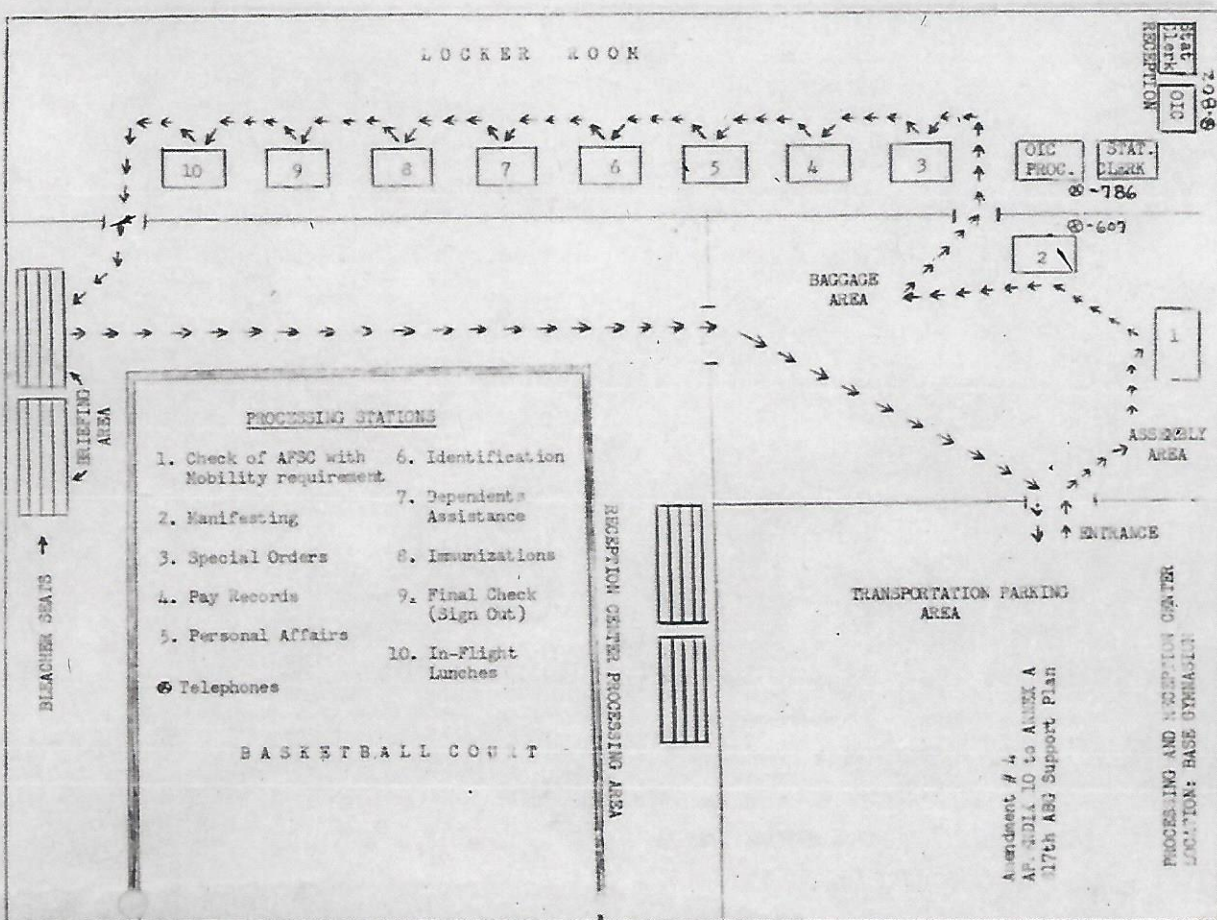 LOCKER ROOM
Stat
Clerk
OIC
RECEPTION
208
10
9
8
7
6
5
4
3
OIC
PROC.
STAT.
CLERK
-786
-607
2
BAGGAGE
AREA
1
ASSEMBLY
AREA
ENTRANCE
BRIEFING
AREA
BLEACHER SEATS
PROCESSING STATIONS
1. Check of AFSC with
Mobility requirement
2. Manifesting
3. Special Orders
4. Pay Records
5. Personal Affairs
Telephones
6. Identification
7. Dependents
Assistance
8. Immunizations
9. Final Check
(Sign Out)
10. In-Flight
Lunches
BASKETBALL COURT
RECEPTION CENTER PROCESSING AREA
TRANSPORTATION PARKING
AREA
Amendment # 4
10 to ANNEX A
817th ABG Support Plan
PROCESSING AND RECEPTION CENTER
LOCATION: BASE GYMNASIUM